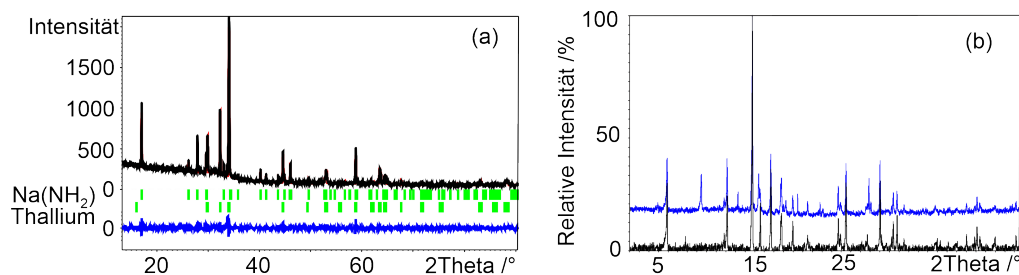 Intensität
(a)
1500
1000
500
0
Na(NH₂)
Thallium
0
20
40
60
2Theta /°
Relative Intensität /%
100
50
0
(b)
5
15
25
2Theta /°